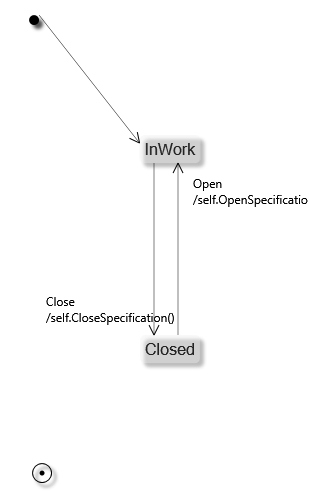 InWork
Open
/self.OpenSpecificatio
Close
/self.CloseSpecification()
Closed